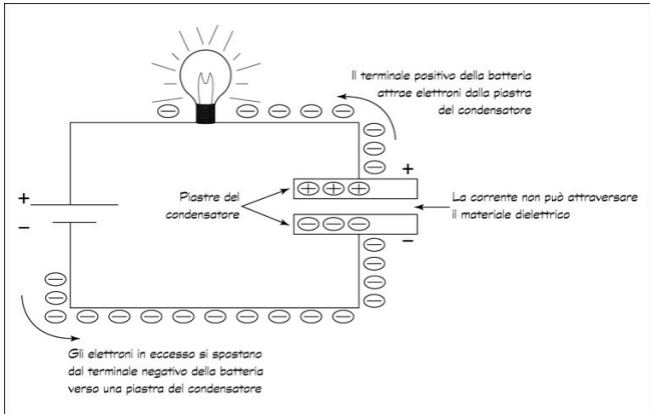 Il terminale positivo della batteria
attrae elettroni dalla piastra
del condensatore
+
+
Piastre del
condensatore
La corrente non può attraversare
il materiale dielettrico
−
−
Gli elettroni in eccesso si spostano
dal terminale negativo della batteria
verso una piastra del condensatore